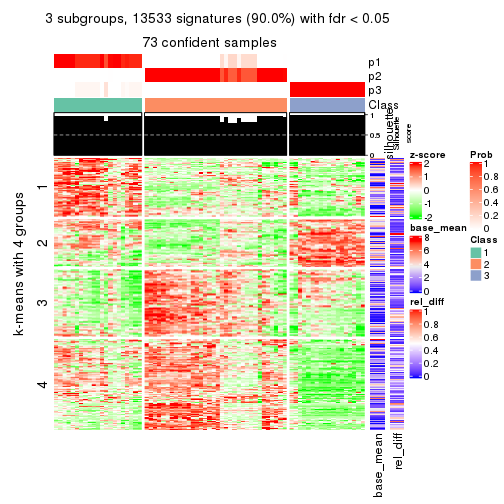 3 subgroups, 13533 signatures (90.0%) with fdr < 0.05
73 confident samples
p1
p2
p3
Class
silhouette
Silhouette
score
1
0.5
0
k-means with 4 groups
1
2
3
4
base_mean
rel_diff
z-score
2
1
0
-1
-2
base_mean
8
6
4
2
0
rel_diff
1
0.8
0.6
0.4
0.2
0
Prob
1
0.8
0.6
0.4
0.2
0
Class
1
2
3